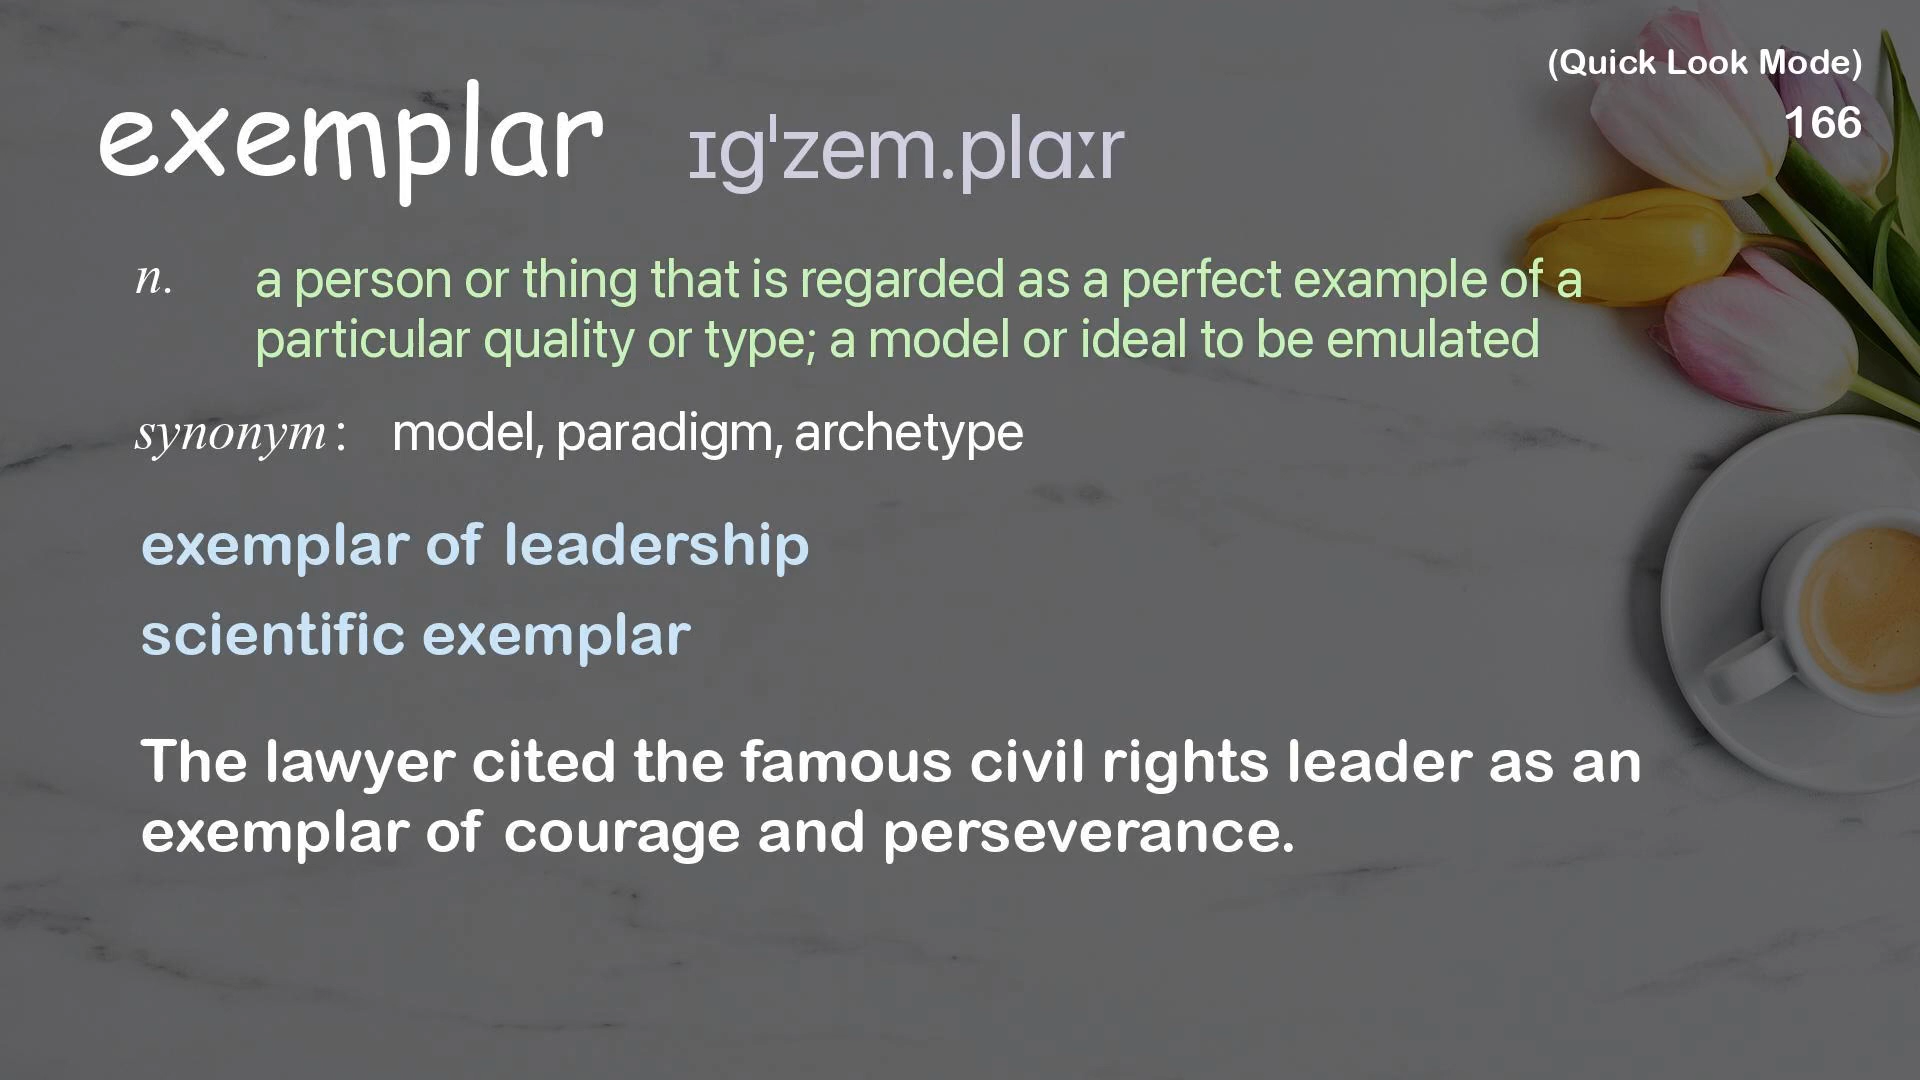 (Quick Look Mode)
166
exemplar ɪɡˈzem.plɑːr
n. a person or thing that is regarded as a perfect example of a
particular quality or type; a model or ideal to be emulated
synonym: model, paradigm, archetype
exemplar of leadership
scientific exemplar
The lawyer cited the famous civil rights leader as an
exemplar of courage and perseverance.